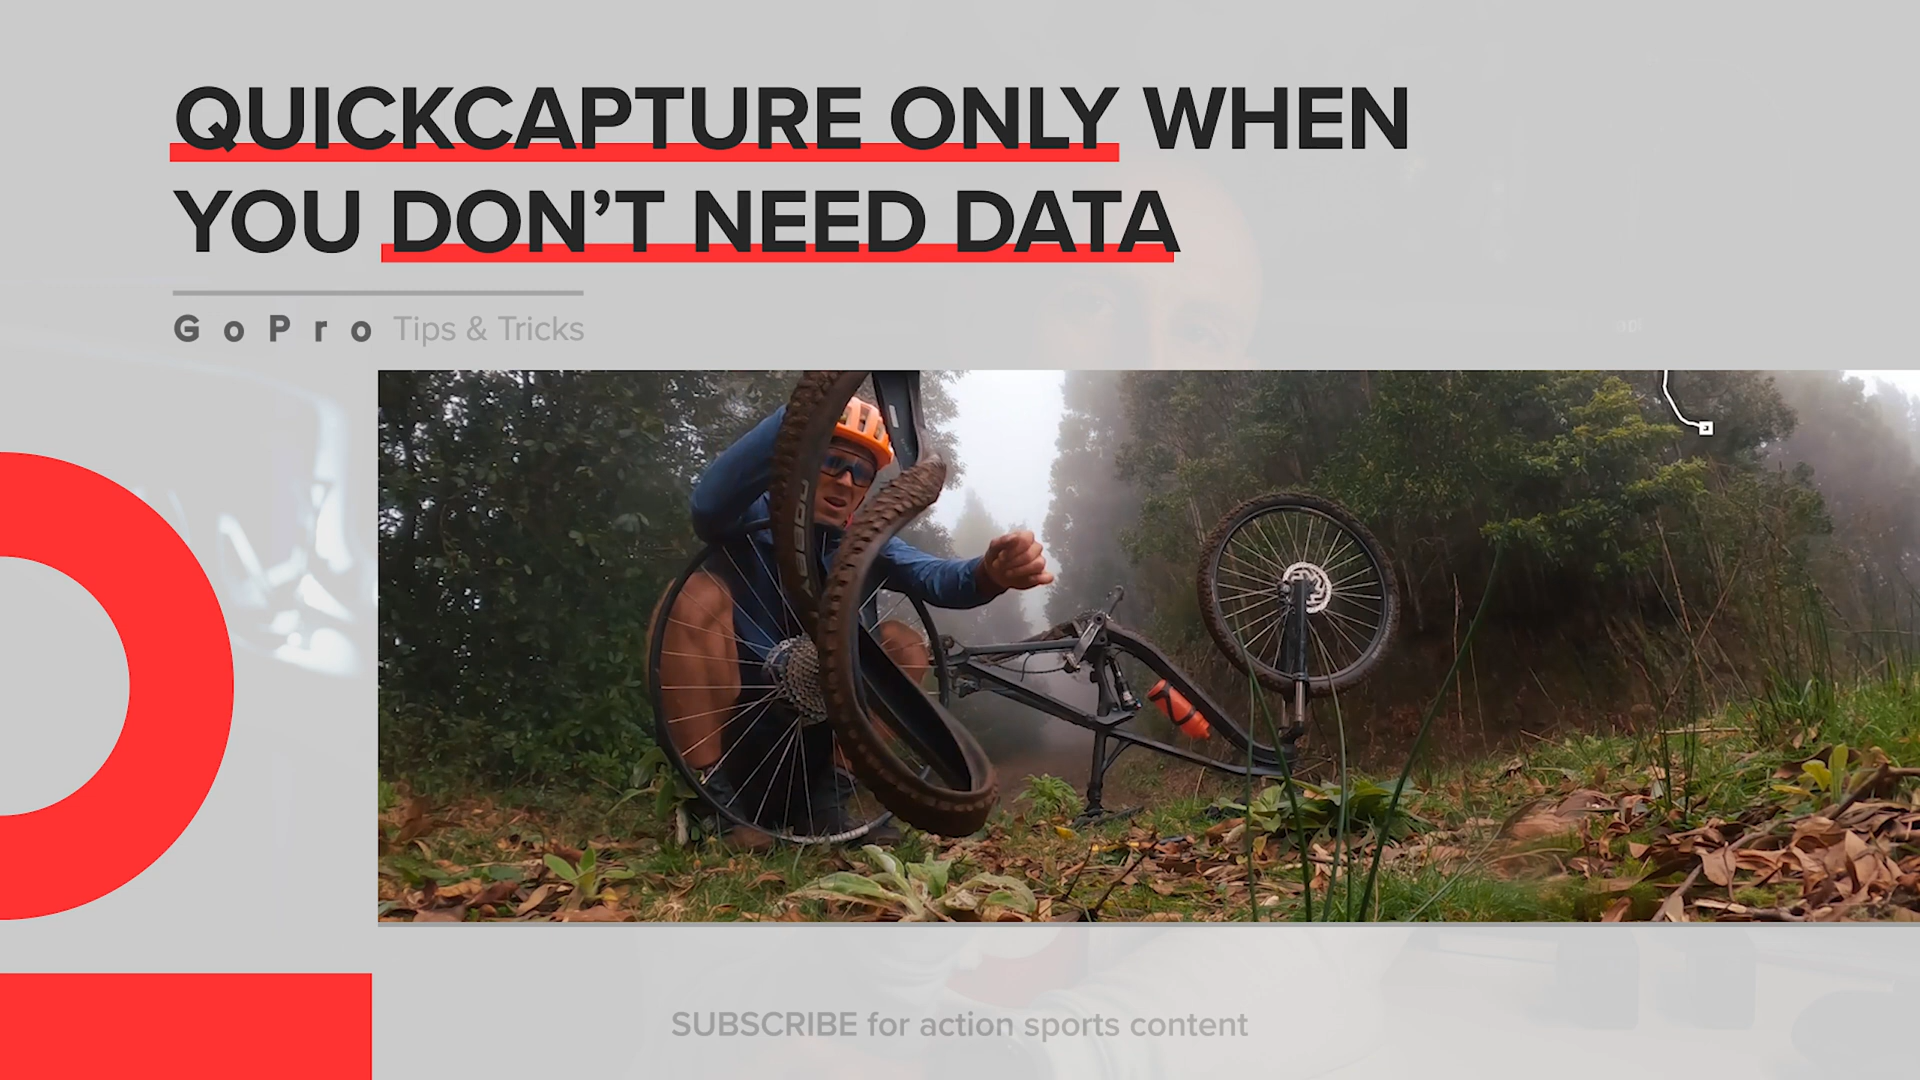 QUICKCAPTURE ONLY WHEN
YOU DON'T NEED DATA
GoPro Tips & Tricks
SUBSCRIBE for action sports content